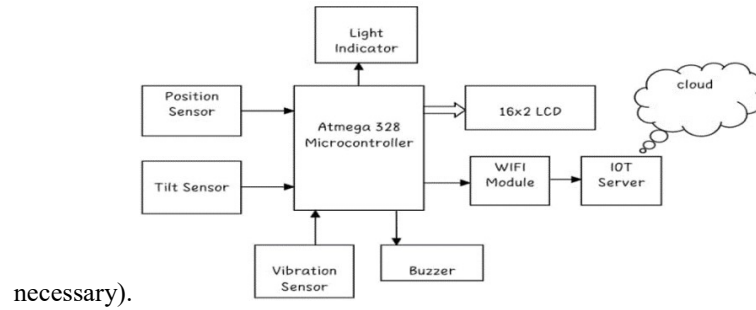 Light
Indicator
cloud
Position
Sensor
Atmega 328
Microcontroller
16x2 LCD
Tilt Sensor
WIFI
Module
IOT
Server
Vibration
Sensor
Buzzer
necessary).